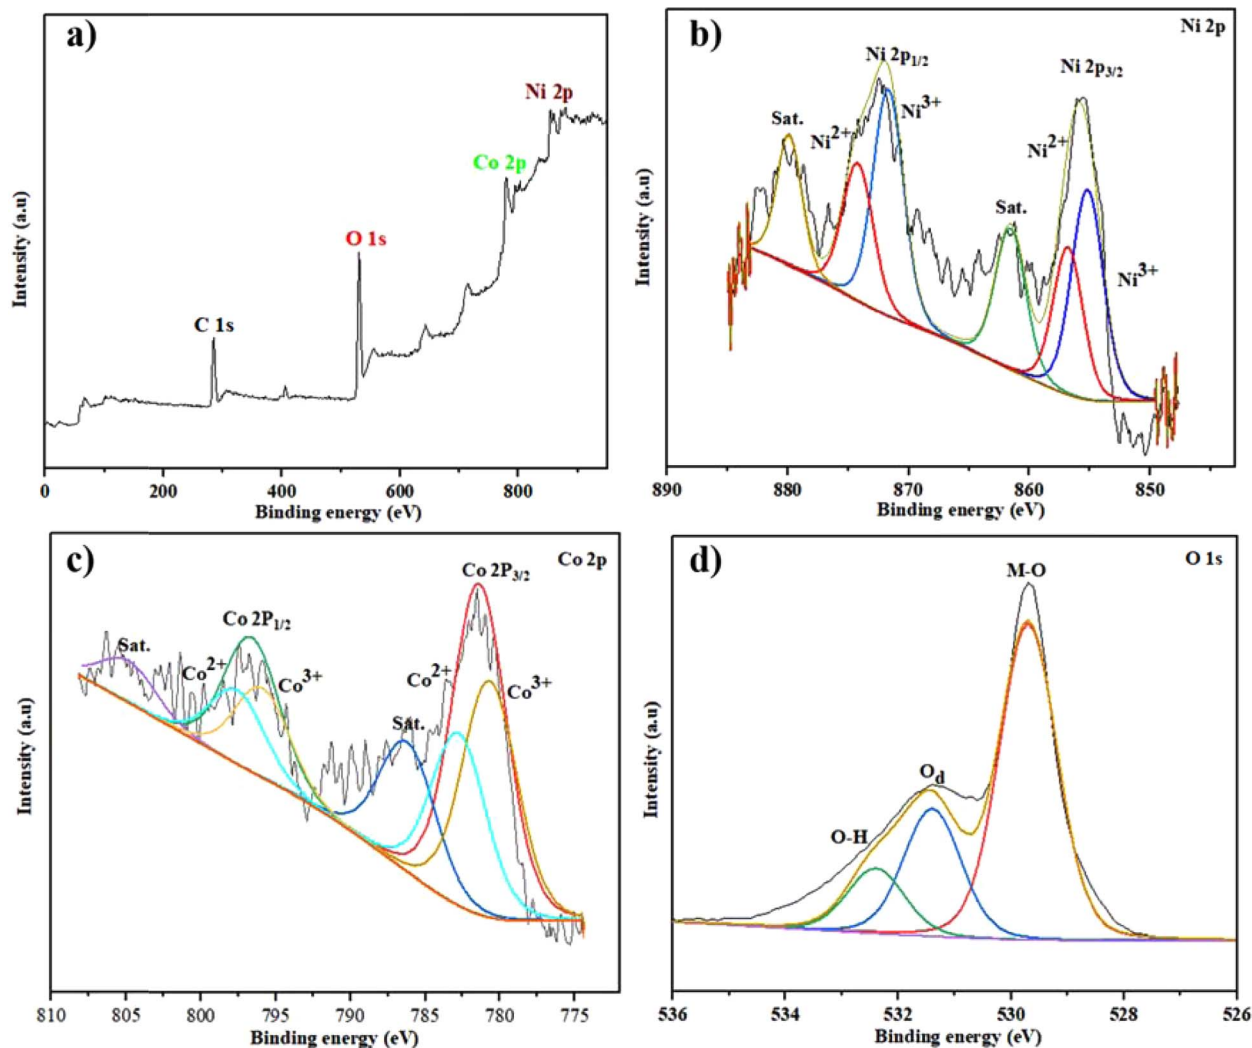 a)
Ni 2p
Co 2p
O 1s
C 1s
Intensity (a.u)
0 200 400 600 800
Binding energy (eV)
b)
Ni 2p
Ni 2p1/2
Ni 2p3/2
Ni3+
Sat.
Ni2+
Ni2+
Sat.
Ni3+
Intensity (a.u)
890 880 870 860 850
Binding energy (eV)
c)
Co 2p
Co 2P3/2
Co 2P1/2
Sat.
Co2+
Co3+
Co2+
Co3+
Sat.
Intensity (a.u)
810 805 800 795 790 785 780 775
Binding energy (eV)
d)
O 1s
M-O
Od
O-H
Intensity (a.u)
536 534 532 530 528 526
Binding energy (eV)